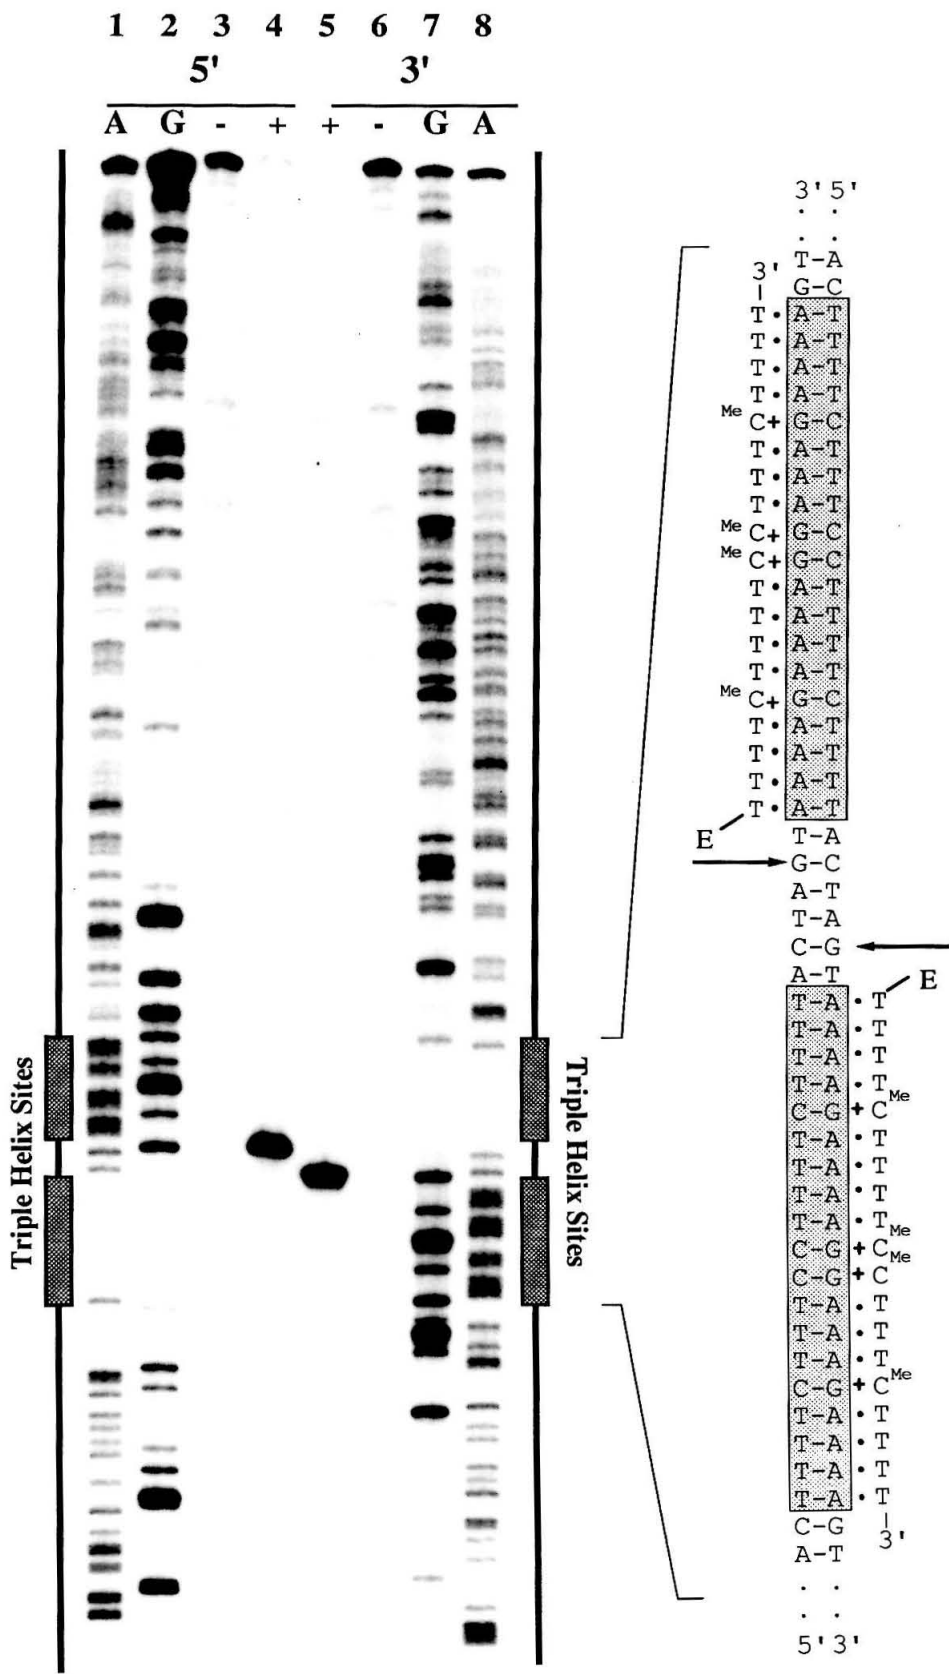 1 2 3 4 5 6 7 8
5' 3'
A G - + + - G A
Triple Helix Sites
Triple Helix Sites
3' 5'
. .
. .
T-A
3'
G-C
T·A-T
T·A-T
T·A-T
T·A-T
Me C+G-C
T·A-T
T·A-T
T·A-T
Me C+G-C
Me C+G-C
T·A-T
T·A-T
T·A-T
T·A-T
Me C+G-C
T·A-T
T·A-T
T·A-T
T·A-T
E
T-A
G-C
A-T
T-A
C-G
A-T
E
T-A·T
T-A·T
T-A·T
T-A·T
C-G+C Me
T-A·T
T-A·T
T-A·T
T-A·T
C-G+C Me
C-G+C Me
T-A·T
T-A·T
T-A·T
C-G+C Me
T-A·T
T-A·T
T-A·T
T-A·T
C-G
3'
A-T
. .
. .
5' 3'